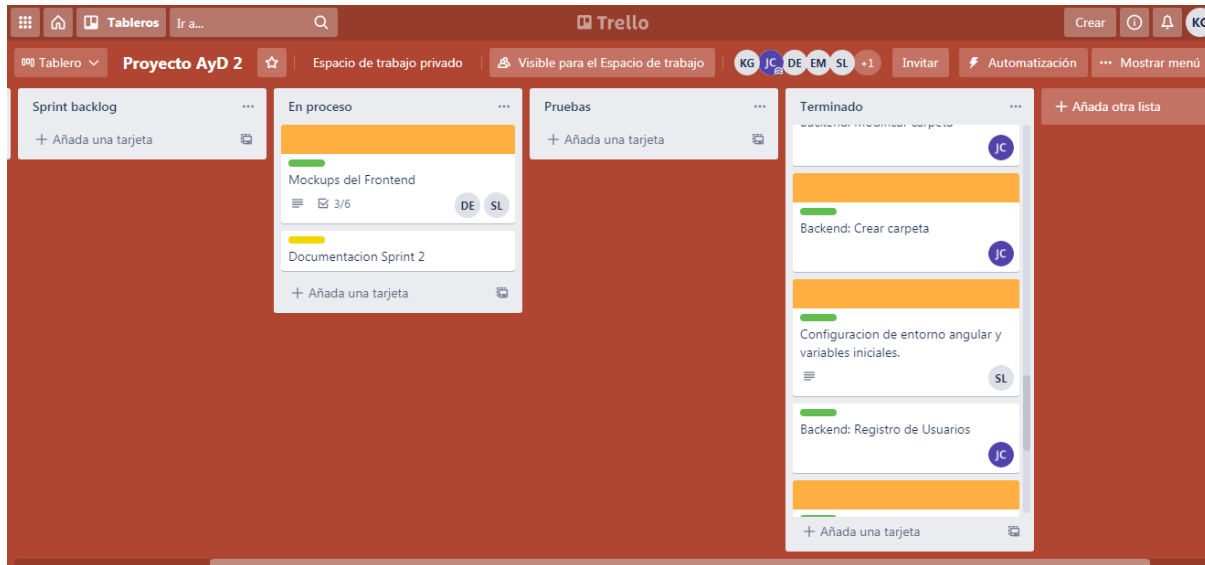 Tableros
Ir a...
Trello
Crear
KG
Tablero
Proyecto AyD 2
Espacio de trabajo privado
Visible para el Espacio de trabajo
KG
JC
DE
EM
SL
+1
Invitar
Automatización
Mostrar menú
Sprint backlog
+ Añada una tarjeta
En proceso
Mockups del Frontend
3/6
DE
SL
Documentacion Sprint 2
+ Añada una tarjeta
Pruebas
+ Añada una tarjeta
Terminado
Backend: Modificar carpeta
JC
Backend: Crear carpeta
JC
Configuracion de entorno angular y
variables iniciales.
SL
Backend: Registro de Usuarios
JC
+ Añada una tarjeta
+ Añada otra lista